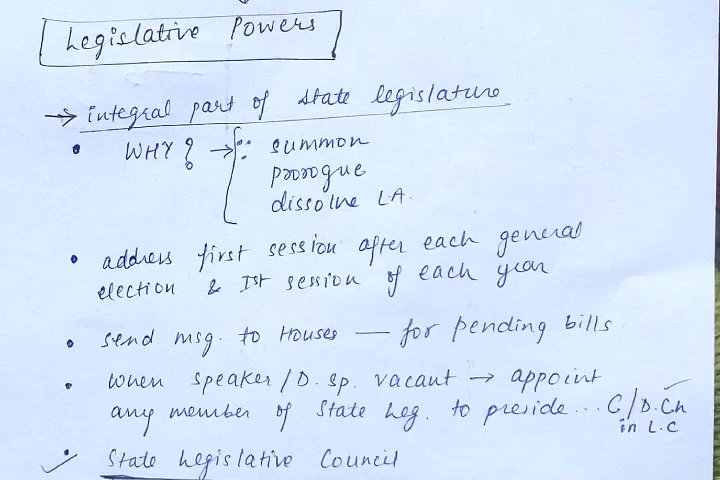 Legislative Powers
→ integral part of state legislature
• WHY? → { ∵ summon
prorogue
dissolve L.A.
• address first session after each general
election & Ist session of each year
• send msg. to Houses — for pending bills
• When speaker/D.sp. vacant → appoint
any member of State Leg. to preside... C/D.Ch
in L.C
• State Legislative Council